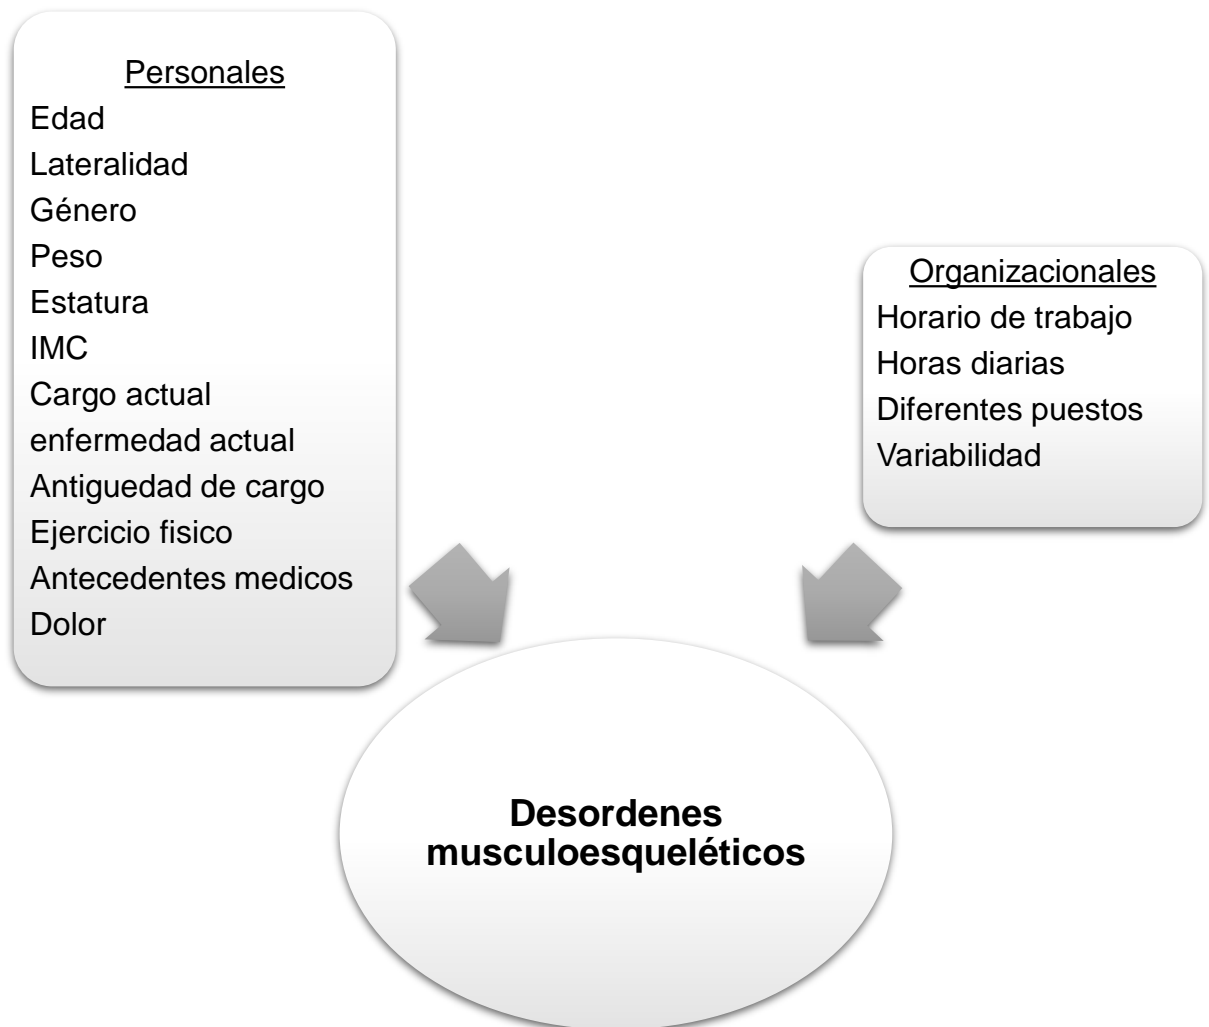 Personales
Edad
Lateralidad
Género
Peso
Estatura
IMC
Cargo actual
enfermedad actual
Antiguedad de cargo
Ejercicio fisico
Antecedentes medicos
Dolor
Organizacionales
Horario de trabajo
Horas diarias
Diferentes puestos
Variabilidad
Desordenes
musculoesqueléticos